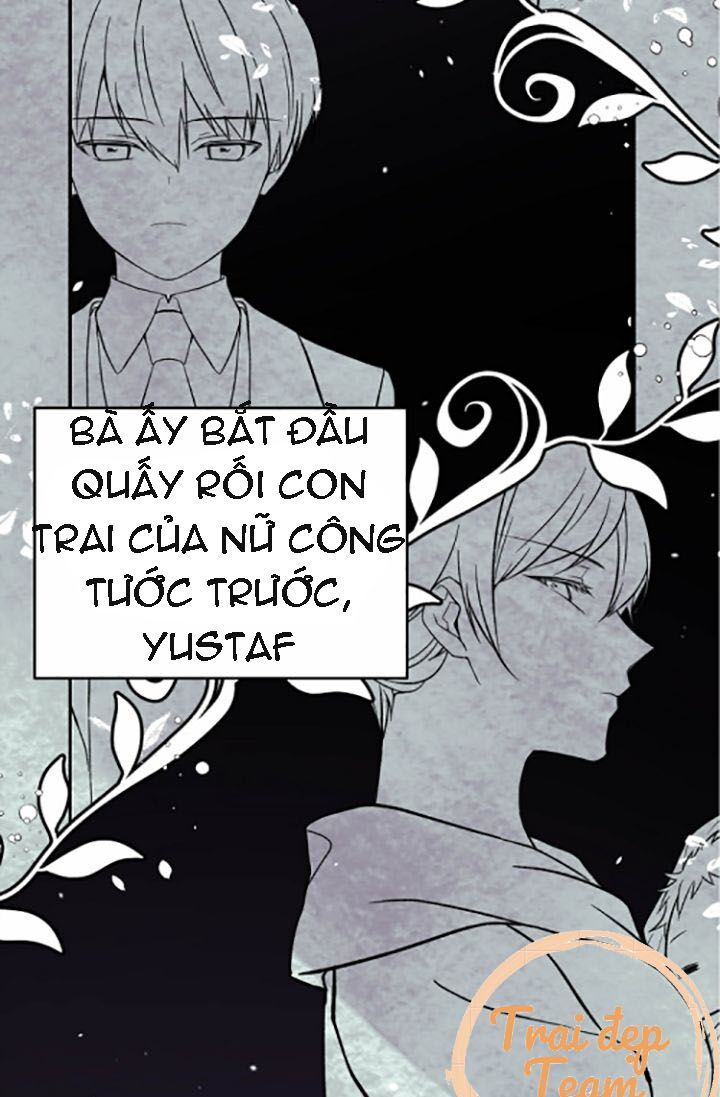 BÀ ẤY BẮT ĐẦU
QUẤY RỐI CON
TRAI CỦA NỮ CÔNG
TƯỚC TRƯỚC,
YUSTAF
Trai đẹp
Team